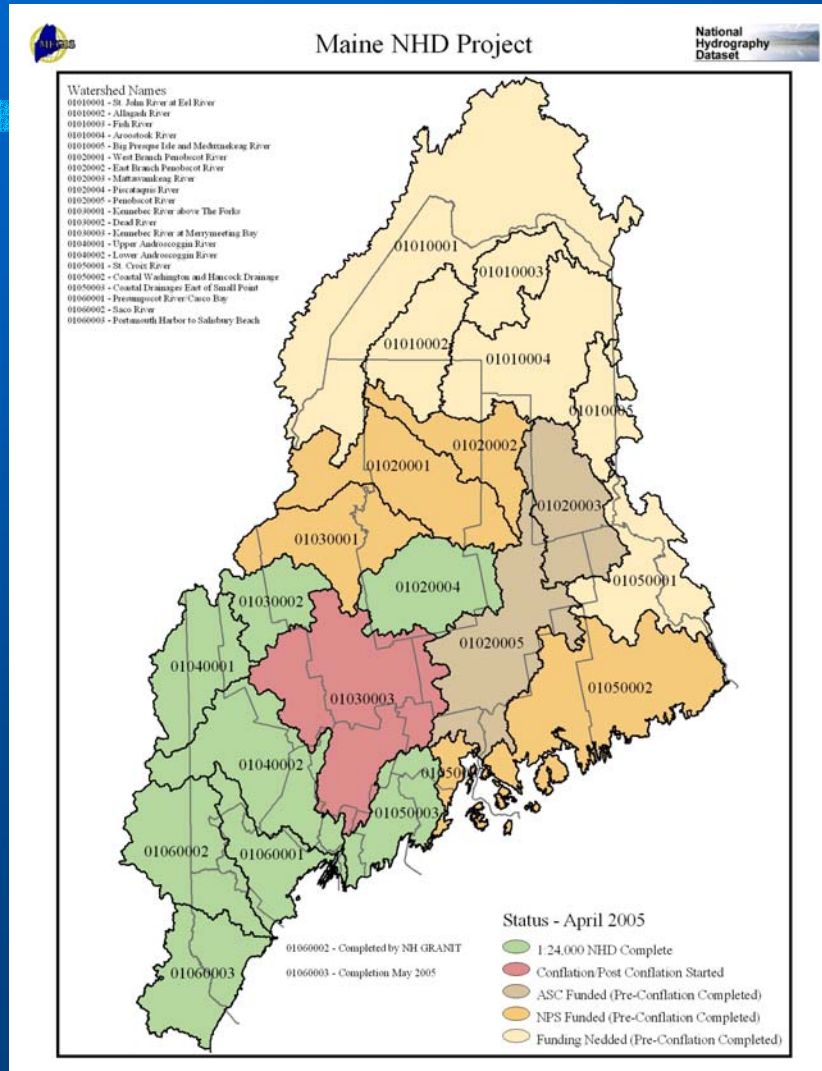 MEGIS
Maine NHD Project
National
Hydrography
Dataset
Watershed Names
01010001 - St. John River at Eel River
01010002 - Allagash River
01010003 - Fish River
01010004 - Aroostook River
01010005 - Big Presque Isle and Meduxnekeag River
01020001 - West Branch Penobscot River
01020002 - East Branch Penobscot River
01020003 - Mattawamkeag River
01020004 - Piscataquis River
01020005 - Penobscot River
01030001 - Kennebec River above The Forks
01030002 - Dead River
01030003 - Kennebec River at Merrymeeting Bay
01040001 - Upper Androscoggin River
01040002 - Lower Androscoggin River
01050001 - St. Croix River
01050002 - Coastal Washington and Hancock Drainage
01050003 - Coastal Drainages East of Small Point
01060001 - Presumpscot River/Casco Bay
01060002 - Saco River
01060003 - Portsmouth Harbor to Salisbury Beach
01010001
01010003
01010002
01010004
01010005
01020002
01020001
01020003
01030001
01020004
01050001
01030002
01020005
01040001
01050002
01030003
01040002
01050003
01060002
01060001
01060003
01060002 - Completed by NH GRANIT
01060003 - Completion May 2005
Status - April 2005
1:24,000 NHD Complete
Conflation/Post Conflation Started
ASC Funded (Pre-Conflation Completed)
NPS Funded (Pre-Conflation Completed)
Funding Nedded (Pre-Conflation Completed)